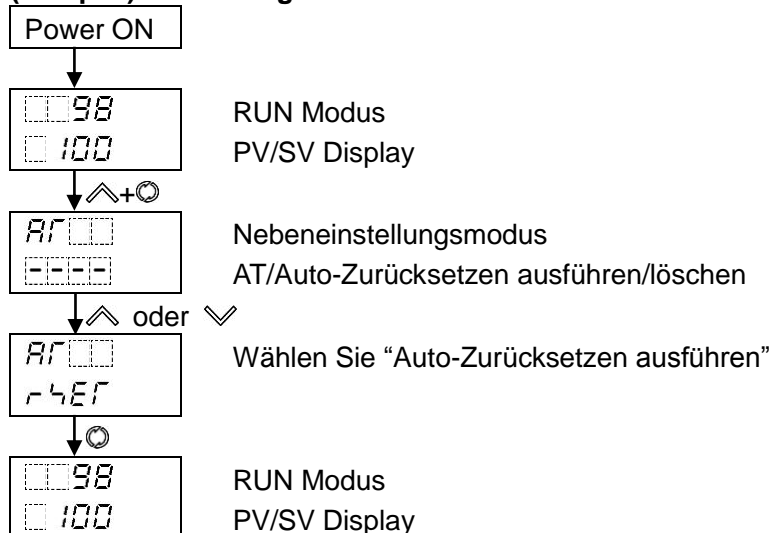 Power ON
98 RUN Modus
100 PV/SV Display
+
AT Nebeneinstellungsmodus
---- AT/Auto-Zurücksetzen ausführen/löschen
oder
AT Wählen Sie “Auto-Zurücksetzen ausführen”
rSET
98 RUN Modus
100 PV/SV Display